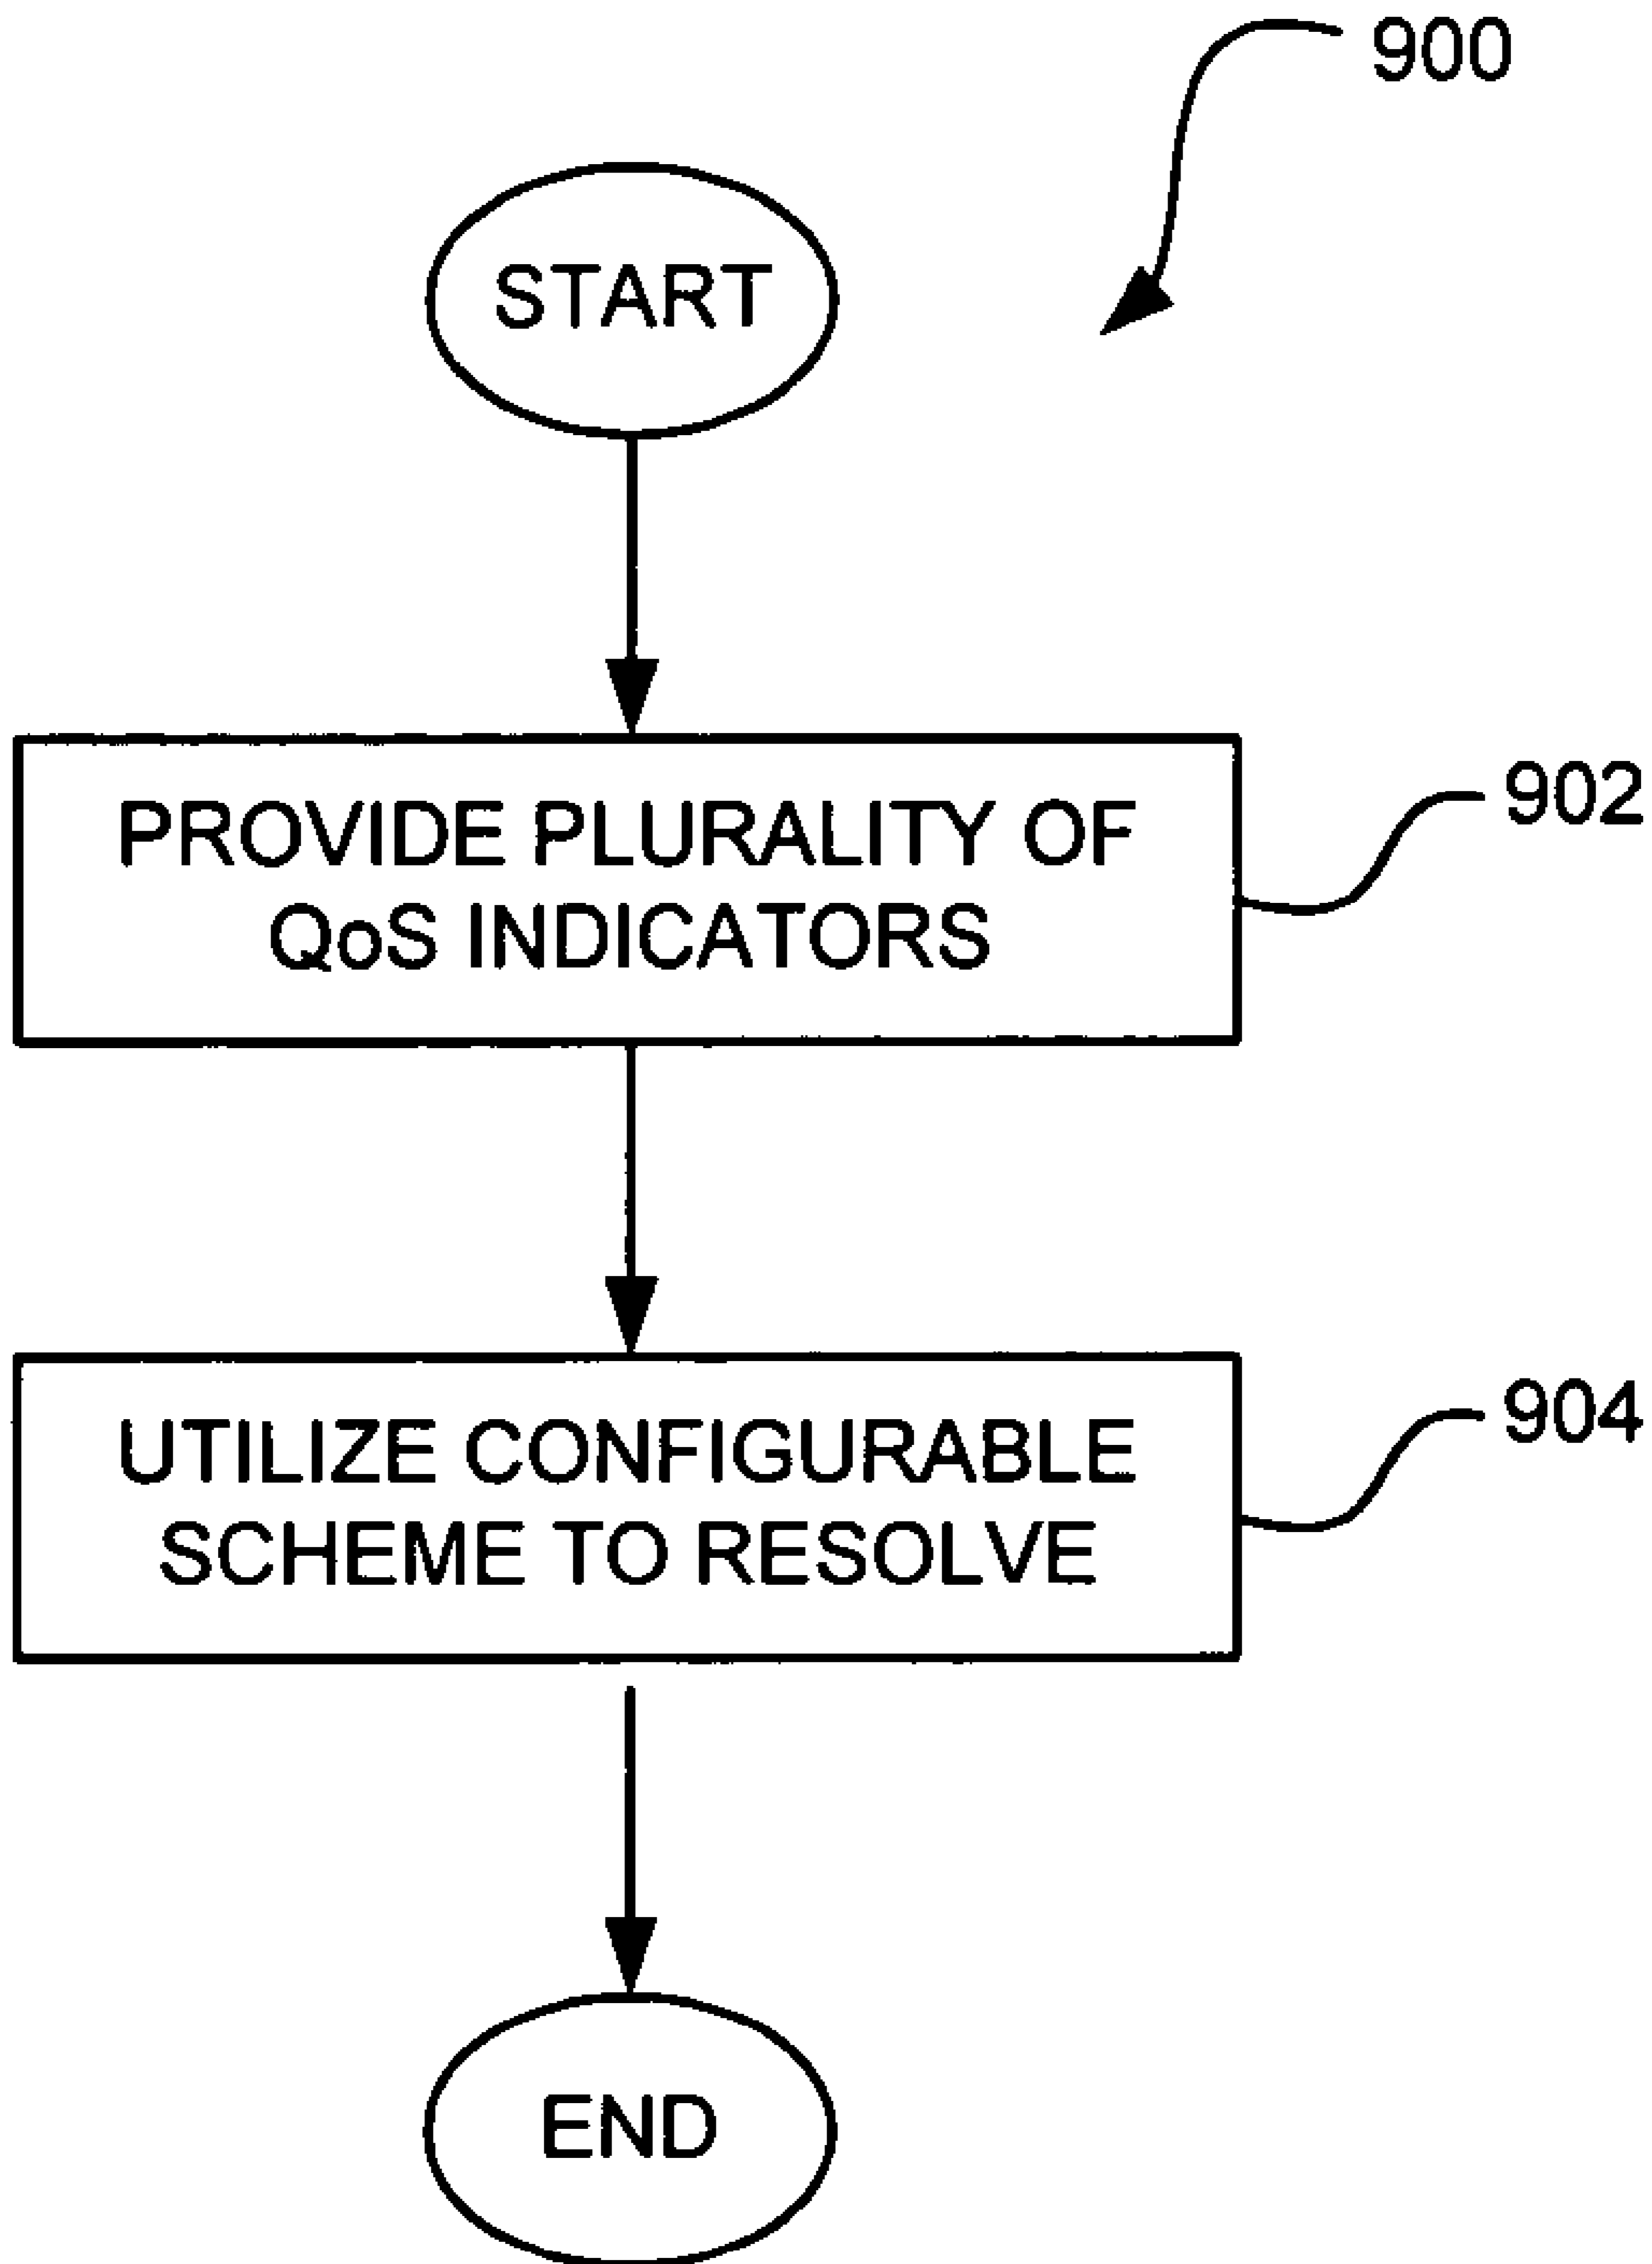 900
START
PROVIDE PLURALITY OF
QoS INDICATORS
902
UTILIZE CONFIGURABLE
SCHEME TO RESOLVE
904
END